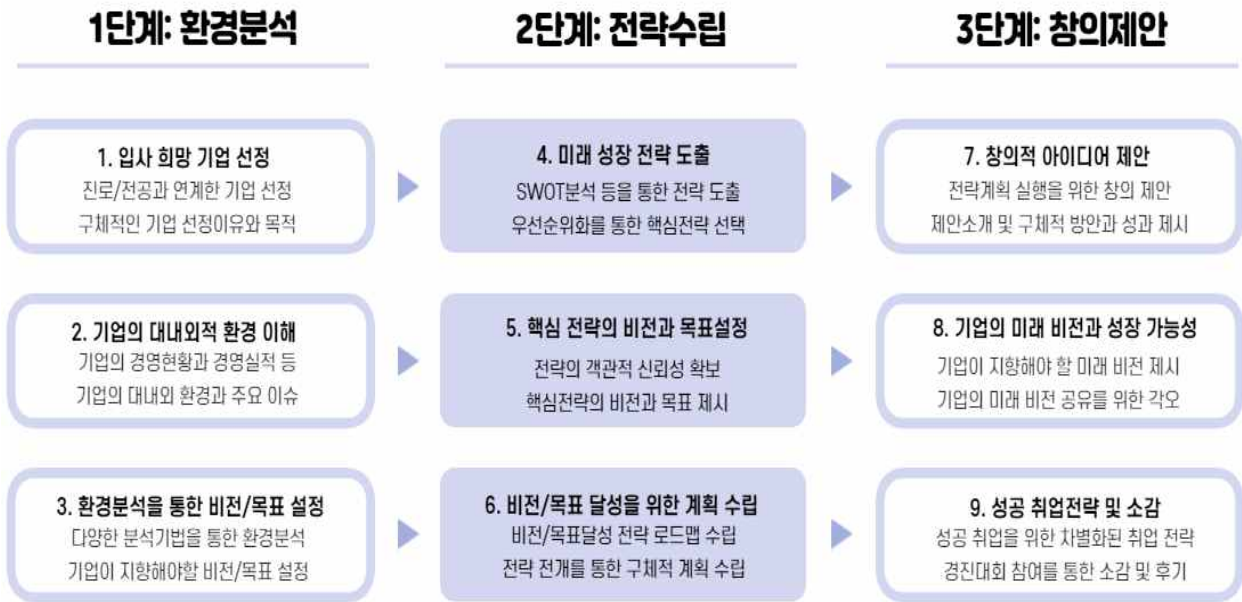 1단계: 환경분석
1. 입사 희망 기업 선정
진로/전공과 연계한 기업 선정
구체적인 기업 선정이유와 목적
2. 기업의 대내외적 환경 이해
기업의 경영현황과 경영실적 등
기업의 대내외 환경과 주요 이슈
3. 환경분석을 통한 비전/목표 설정
다양한 분석기법을 통한 환경분석
기업이 지향해야할 비전/목표 설정
2단계: 전략수립
4. 미래 성장 전략 도출
SWOT분석 등을 통한 전략 도출
우선순위화를 통한 핵심전략 선택
5. 핵심 전략의 비전과 목표설정
전략의 객관적 신뢰성 확보
핵심전략의 비전과 목표 제시
6. 비전/목표 달성을 위한 계획 수립
비전/목표달성 전략 로드맵 수립
전략 전개를 통한 구체적 계획 수립
3단계: 창의제안
7. 창의적 아이디어 제안
전략계획 실행을 위한 창의 제안
제안소개 및 구체적 방안과 성과 제시
8. 기업의 미래 비전과 성장 가능성
기업이 지향해야 할 미래 비전 제시
기업의 미래 비전 공유를 위한 각오
9. 성공 취업전략 및 소감
성공 취업을 위한 차별화된 취업 전략
경진대회 참여를 통한 소감 및 후기